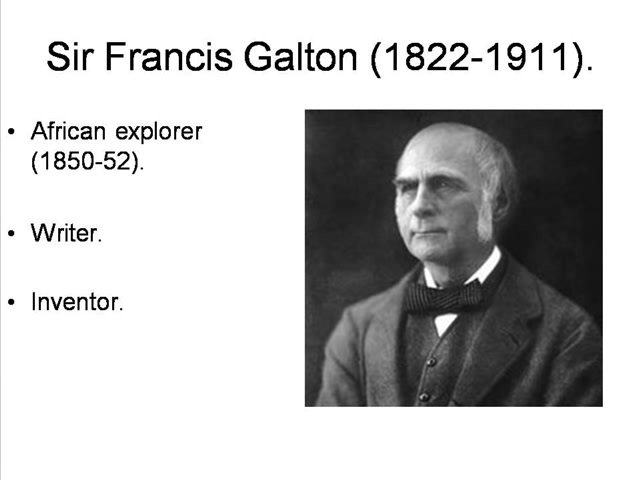 Sir Francis Galton (1822-1911).
• African explorer
(1850-52).
• Writer.
• Inventor.